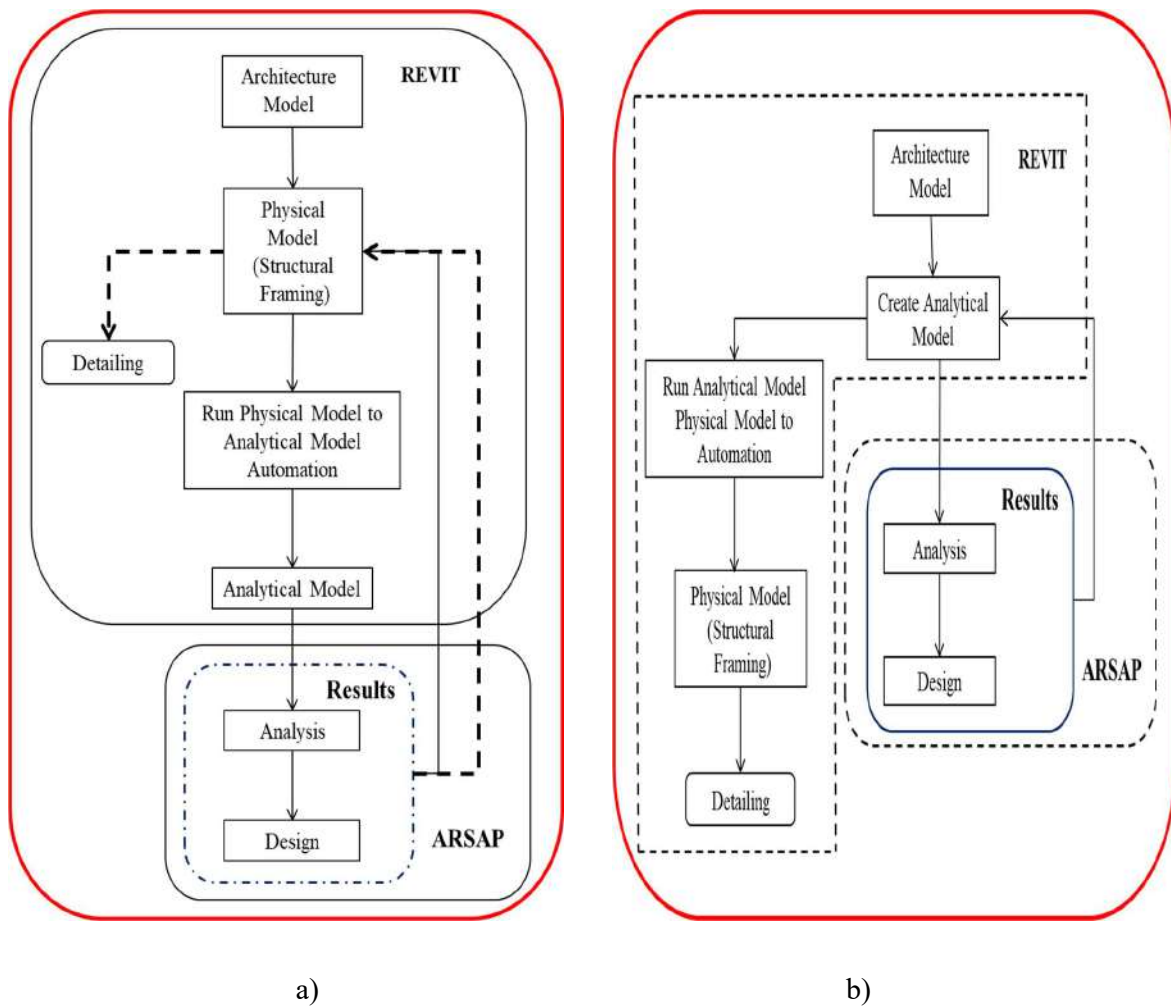 REVIT
Architecture
Model
Physical
Model
(Structural
Framing)
Detailing
Run Physical Model to
Analytical Model
Automation
Analytical Model
Results
Analysis
Design
ARSAP
a)
REVIT
Architecture
Model
Create Analytical
Model
Run Analytical Model
Physical Model to
Automation
Physical Model
(Structural
Framing)
Detailing
Results
Analysis
Design
ARSAP
b)